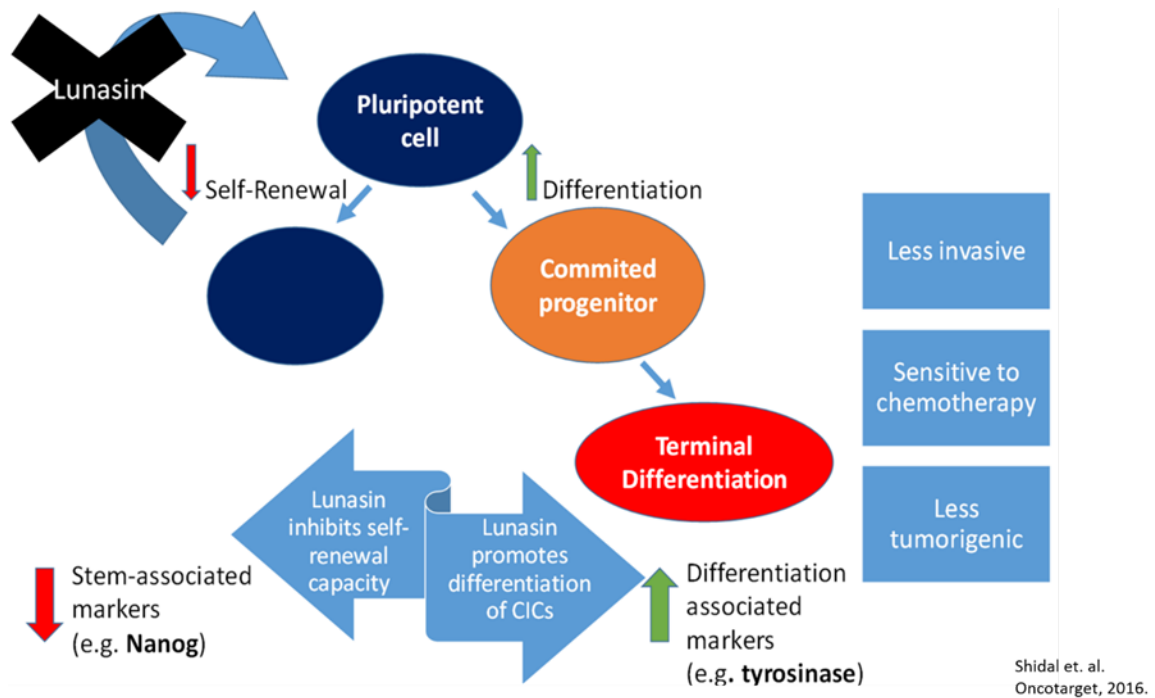 Lunasin
Pluripotent
cell
Self-Renewal
Differentiation
Commited
progenitor
Terminal
Differentiation
Less invasive
Sensitive to
chemotherapy
Less
tumorigenic
Lunasin
inhibits self-
renewal
capacity
Lunasin
promotes
differentiation
of CICs
Stem-associated
markers
(e.g. Nanog)
Differentiation
associated
markers
(e.g. tyrosinase)
Shidal et. al.
Oncotarget, 2016.